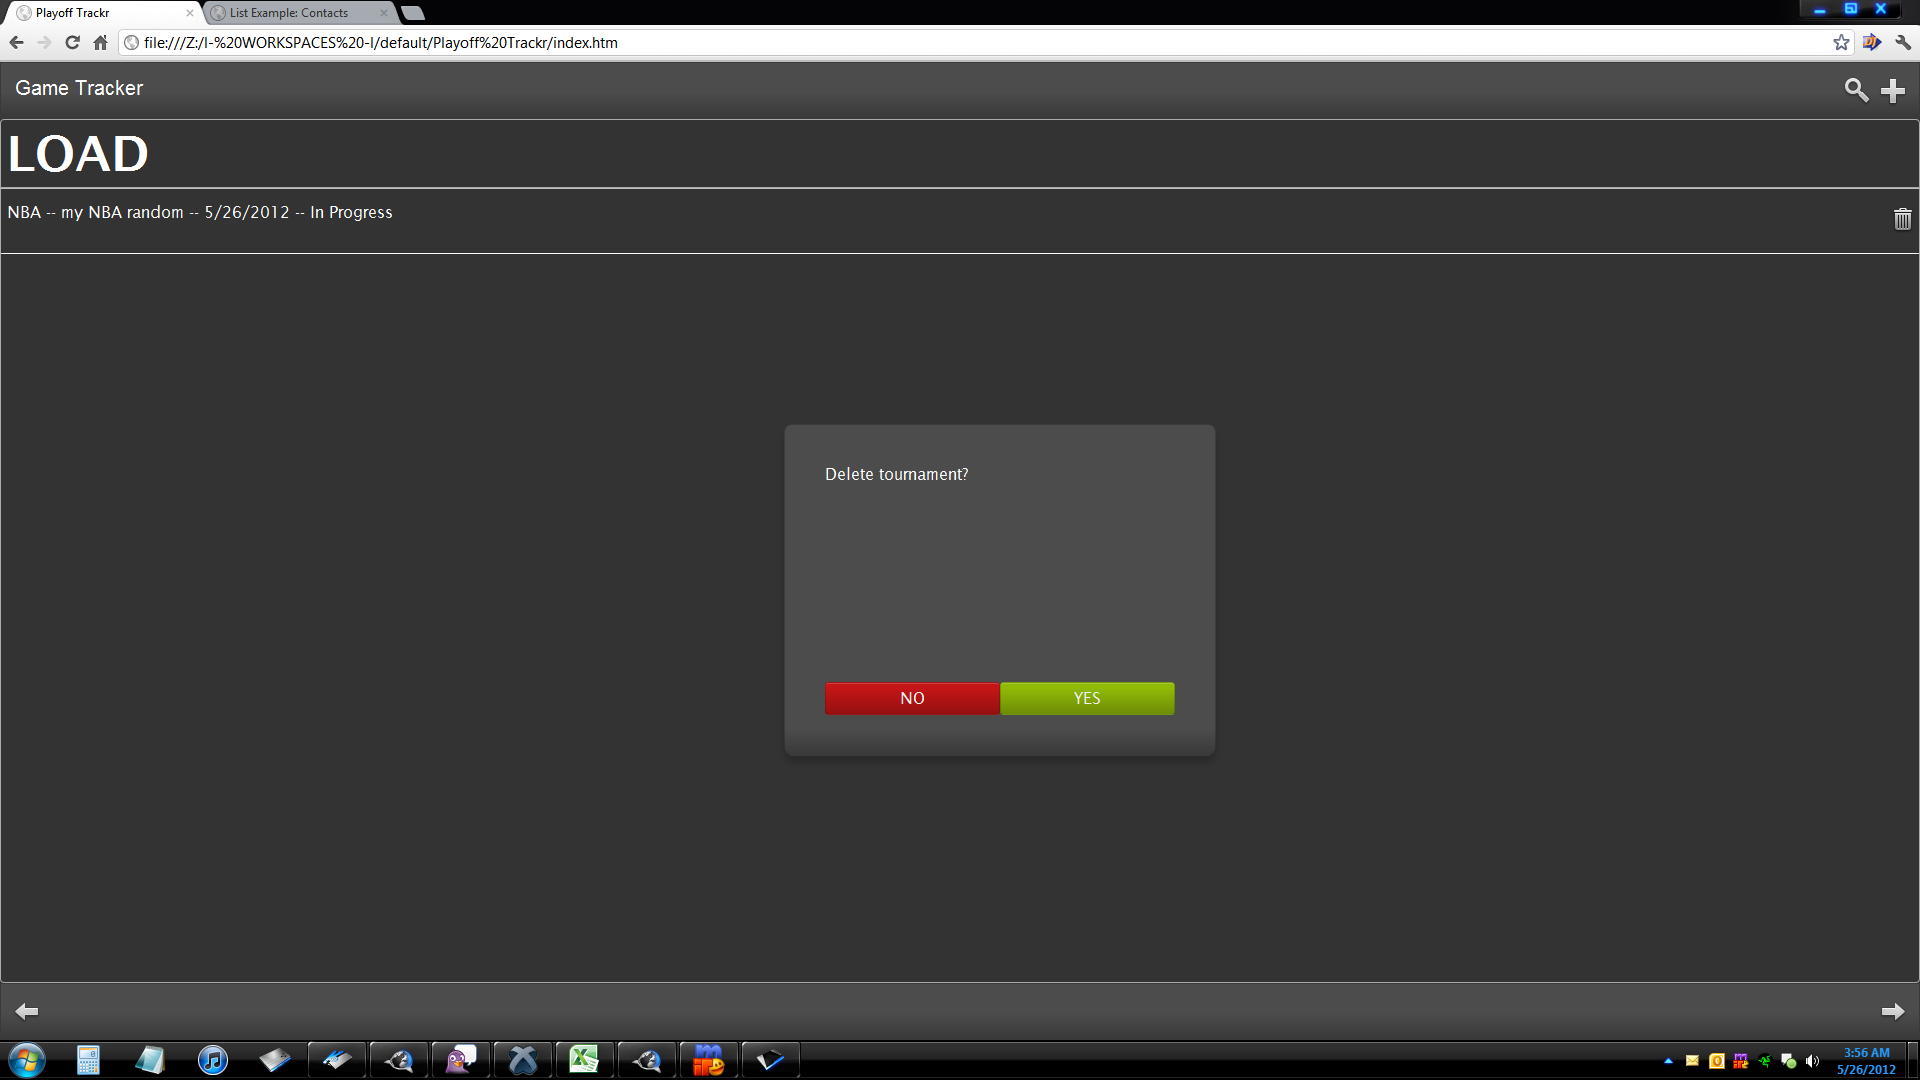 Playoff Trackr
List Example: Contacts
file:///Z:/I-%20WORKSPACES%20-I/default/Playoff%20Trackr/index.htm
Game Tracker
LOAD
NBA -- my NBA random -- 5/26/2012 -- In Progress
Delete tournament?
NO YES
3:56 AM
5/26/2012